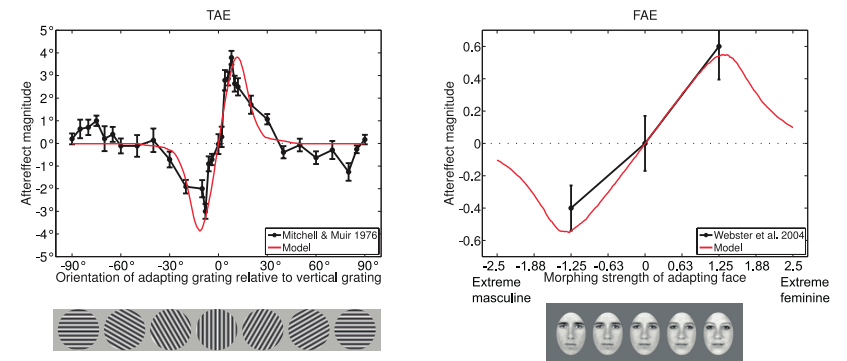 TAE
5°
4°
3°
2°
1°
0°
-1°
-2°
-3°
-4°
-5°
Aftereffect magnitude
Mitchell & Muir 1976
Model
-90° -60° -30° 0° 30° 60° 90°
Orientation of adapting grating relative to vertical grating
FAE
0.6
0.4
0.2
0
-0.2
-0.4
-0.6
Aftereffect magnitude
Webster et al. 2004
Model
-2.5 -1.88 -1.25 -0.63 0 0.63 1.25 1.88 2.5
Morphing strength of adapting face
Extreme
masculine
Extreme
feminine